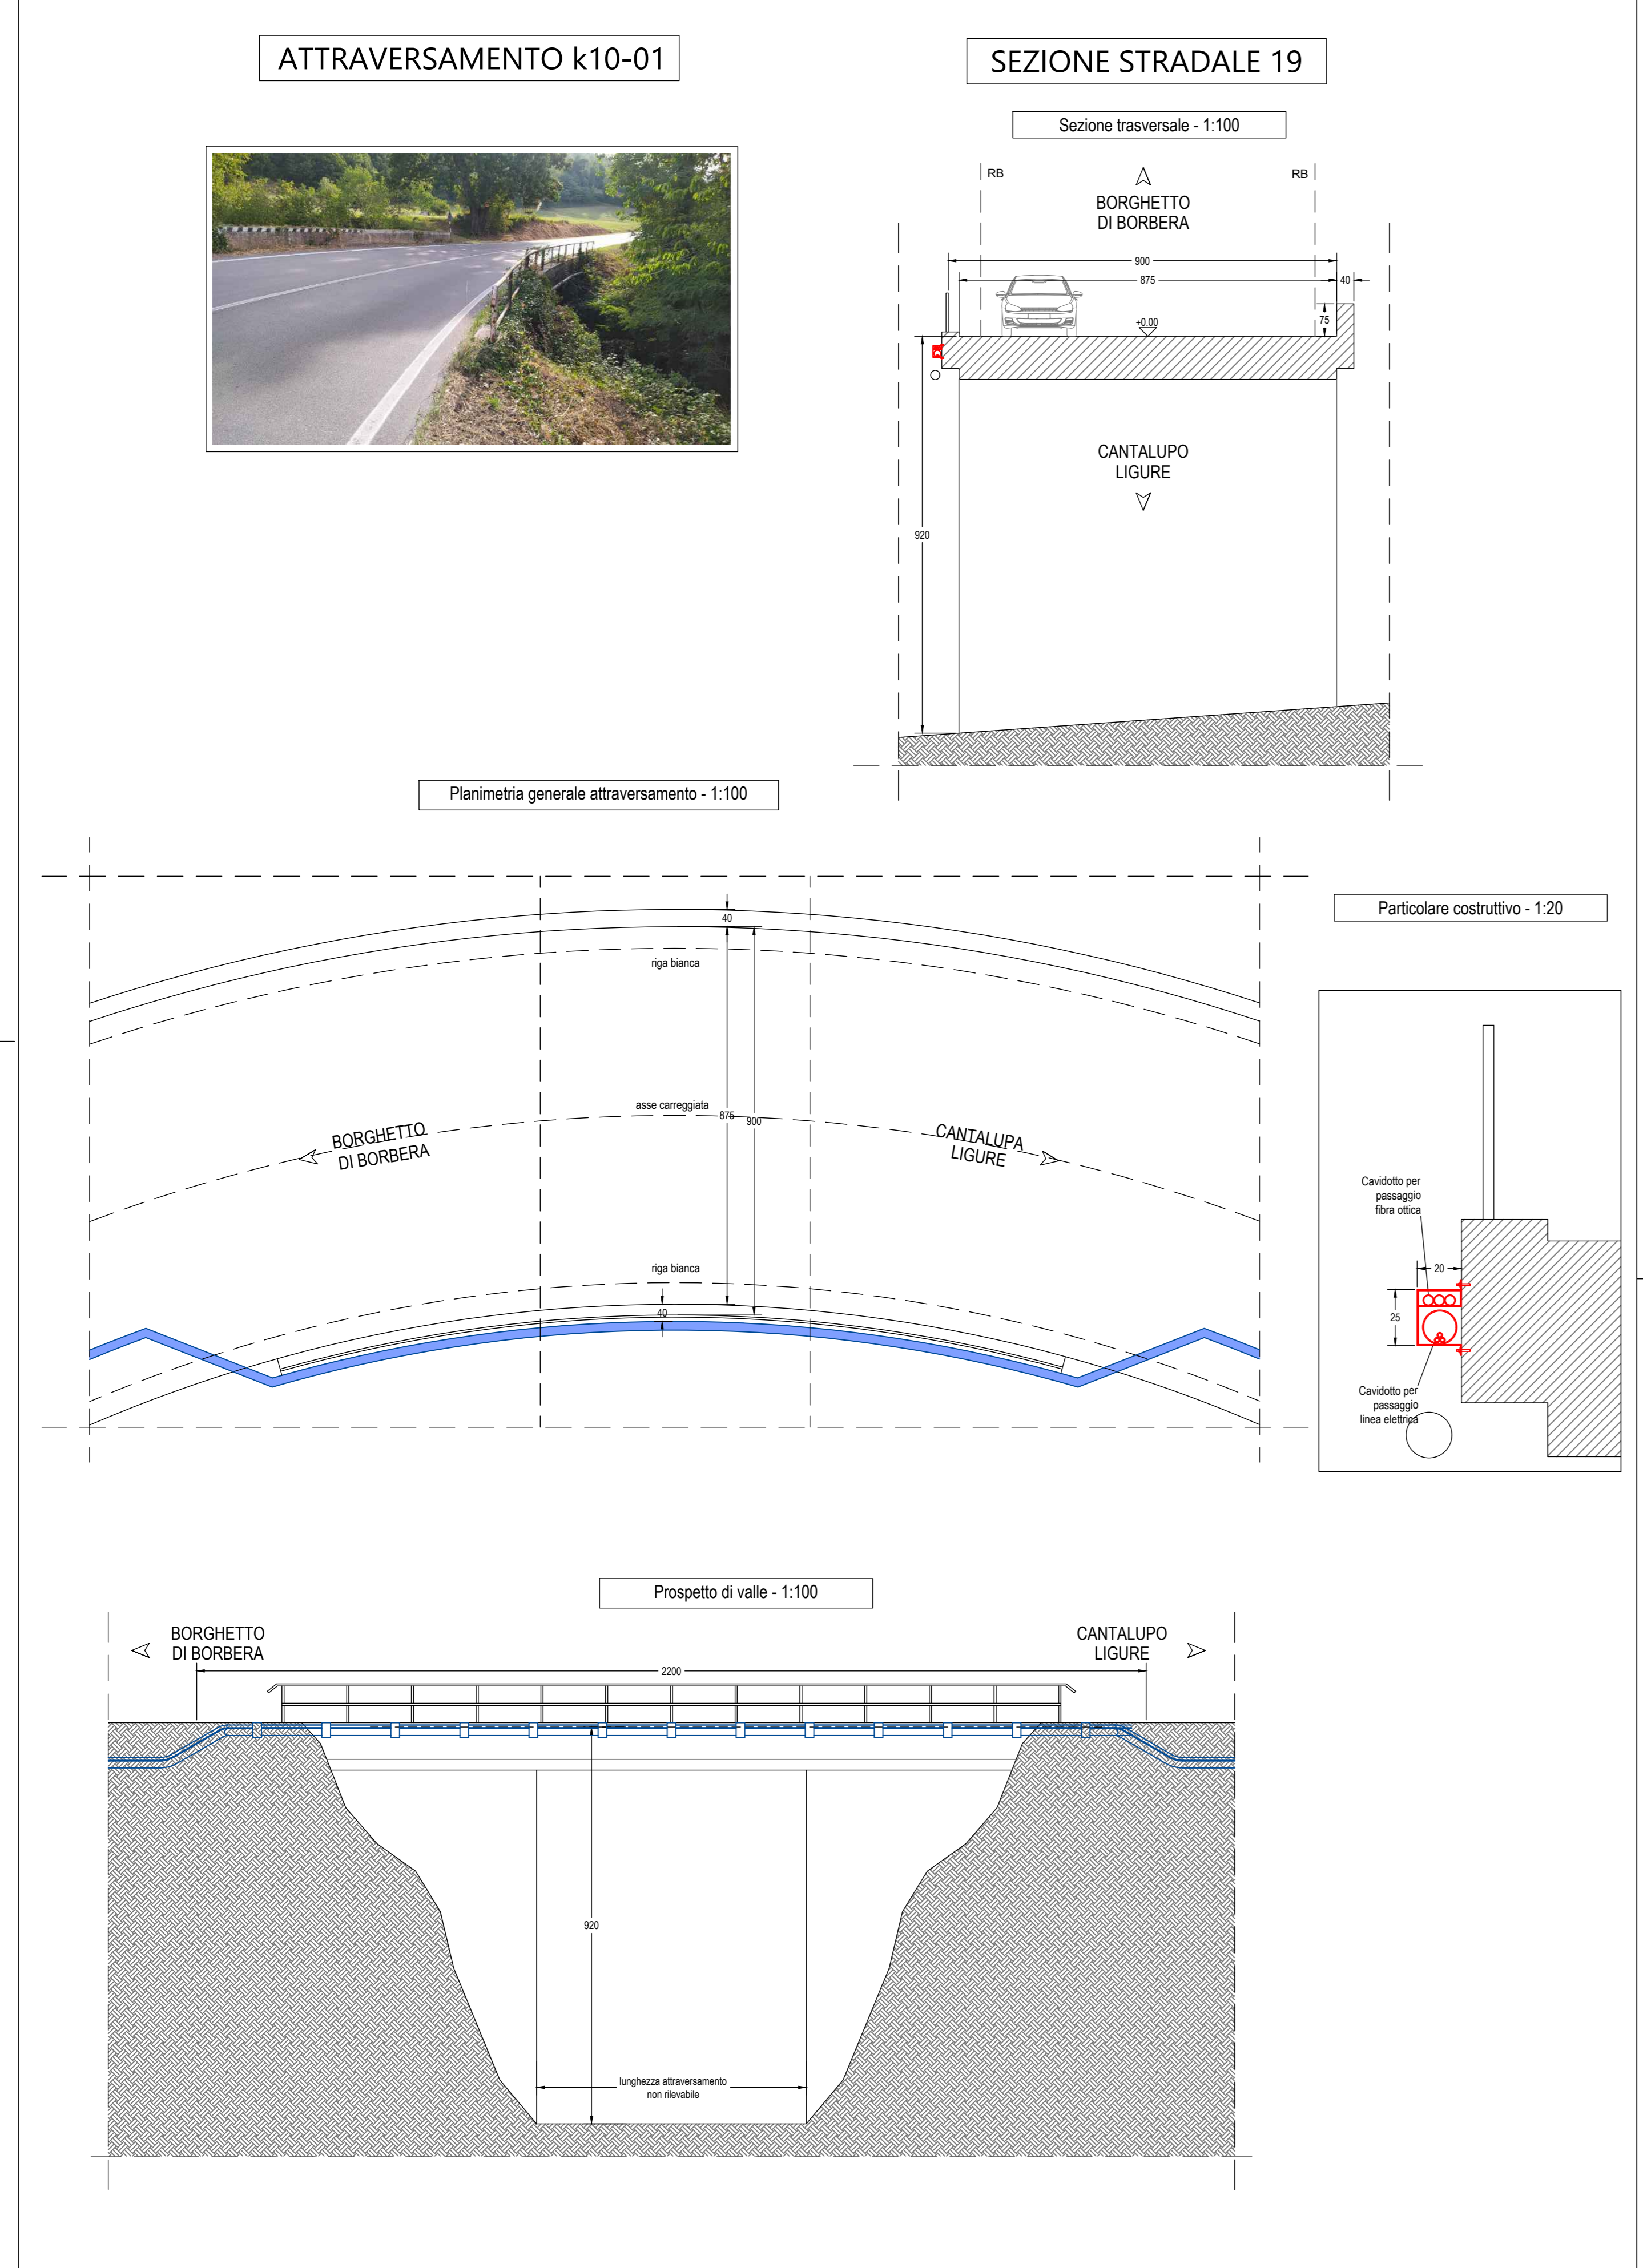 ATTRAVERSAMENTO k10-01
SEZIONE STRADALE 19
Sezione trasversale - 1:100
RB
RB
BORGHETTO
DI BORBERA
900
875
40
75
+0.00
CANTALUPO
LIGURE
920
Planimetria generale attraversamento - 1:100
40
riga bianca
asse carreggiata
875
900
BORGHETTO
DI BORBERA
CANTALUPA
LIGURE
riga bianca
40
Particolare costruttivo - 1:20
Cavidotto per
passaggio
fibra ottica
20
25
Cavidotto per
passaggio
linea elettrica
Prospetto di valle - 1:100
BORGHETTO
DI BORBERA
CANTALUPO
LIGURE
2200
920
lunghezza attraversamento
non rilevabile